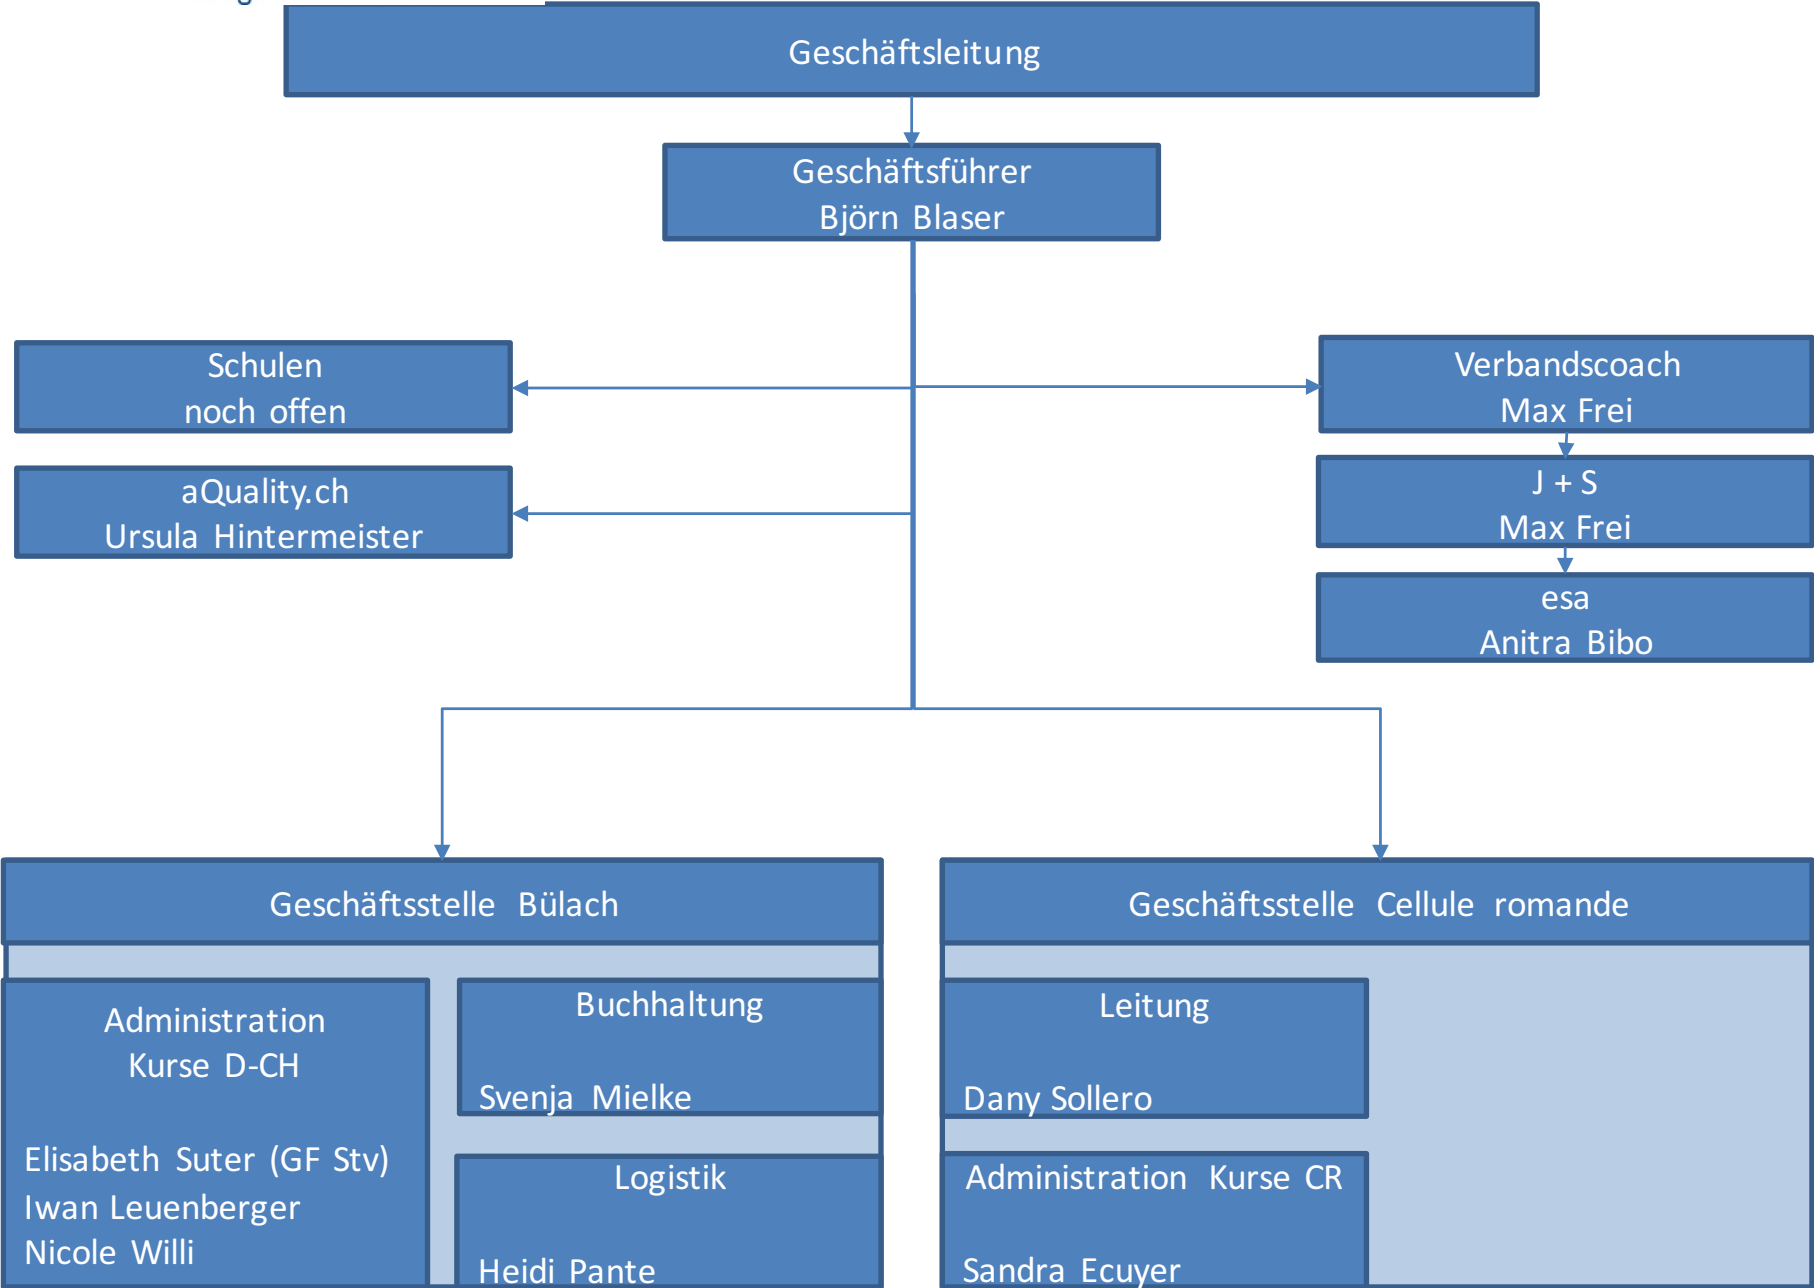 Geschäftsleitung
Geschäftsführer
Björn Blaser
Schulen
noch offen
Verbandscoach
Max Frei
aQuality.ch
Ursula Hintermeister
J + S
Max Frei
esa
Anitra Bibo
Geschäftsstelle Bülach
Administration
Kurse D-CH
Elisabeth Suter (GF Stv)
Iwan Leuenberger
Nicole Willi
Buchhaltung
Svenja Mielke
Logistik
Heidi Pante
Geschäftsstelle Cellule romande
Leitung
Dany Sollero
Administration Kurse CR
Sandra Ecuyer